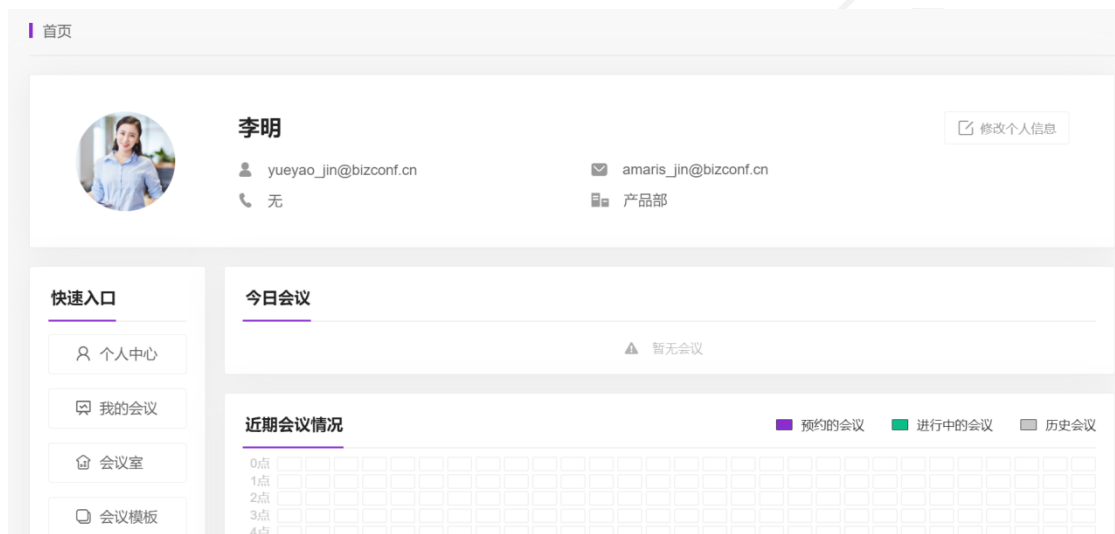 首页
李明
修改个人信息
yueyao_jin@bizconf.cn
amaris_jin@bizconf.cn
无
产品部
快速入口
今日会议
个人中心
暂无会议
我的会议
近期会议情况
预约的会议
进行中的会议
历史会议
会议室
0点
1点
2点
会议模板
3点
4点